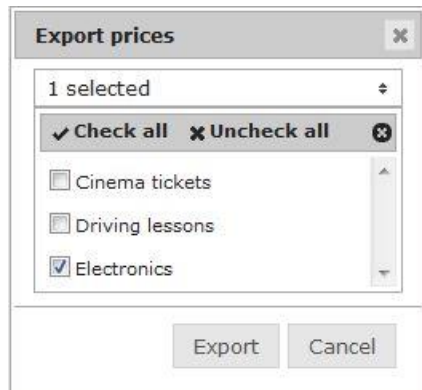 Export prices
1 selected
Check all Uncheck all
Cinema tickets
Driving lessons
Electronics
Export Cancel